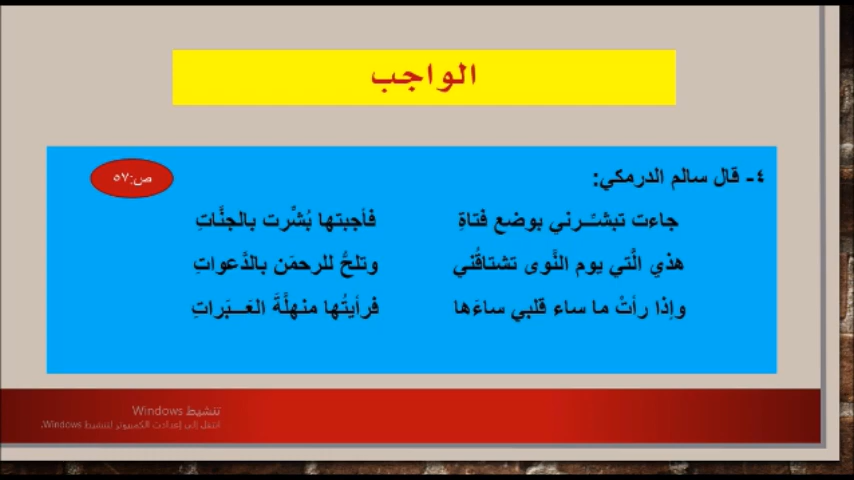 الواجب
٤- قال سالم الدرمكي:
ص:٥٧
جاءت تبشّـرني بوضع فتاةِ فأجبتها بُشِّرت بالجنَّاتِ
هذي الَّتي يوم النَّوى تشتاقُني وتلحُّ للرحمَن بالدَّعواتِ
وإذا رأتْ ما ساء قلبي ساءَها فرأيتُها منهلَّةَ العَـبَراتِ
تنشيط Windows
انتقل إلى إعدادات الكمبيوتر لتنشيط Windows.